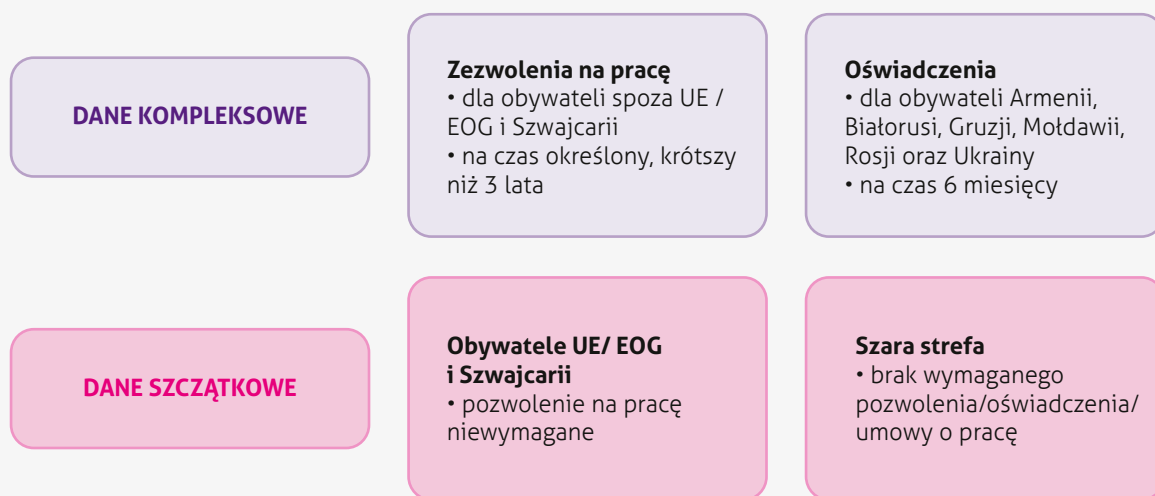 DANE KOMPLEKSOWE
Zezwolenia na pracę
• dla obywateli spoza UE /
EOG i Szwajcarii
• na czas określony, krótszy
niż 3 lata
Oświadczenia
• dla obywateli Armenii,
Białorusi, Gruzji, Mołdawii,
Rosji oraz Ukrainy
• na czas 6 miesięcy
DANE SZCZĄTKOWE
Obywatele UE/ EOG
i Szwajcarii
• pozwolenie na pracę
niewymagane
Szara strefa
• brak wymaganego
pozwolenia/oświadczenia/
umowy o pracę